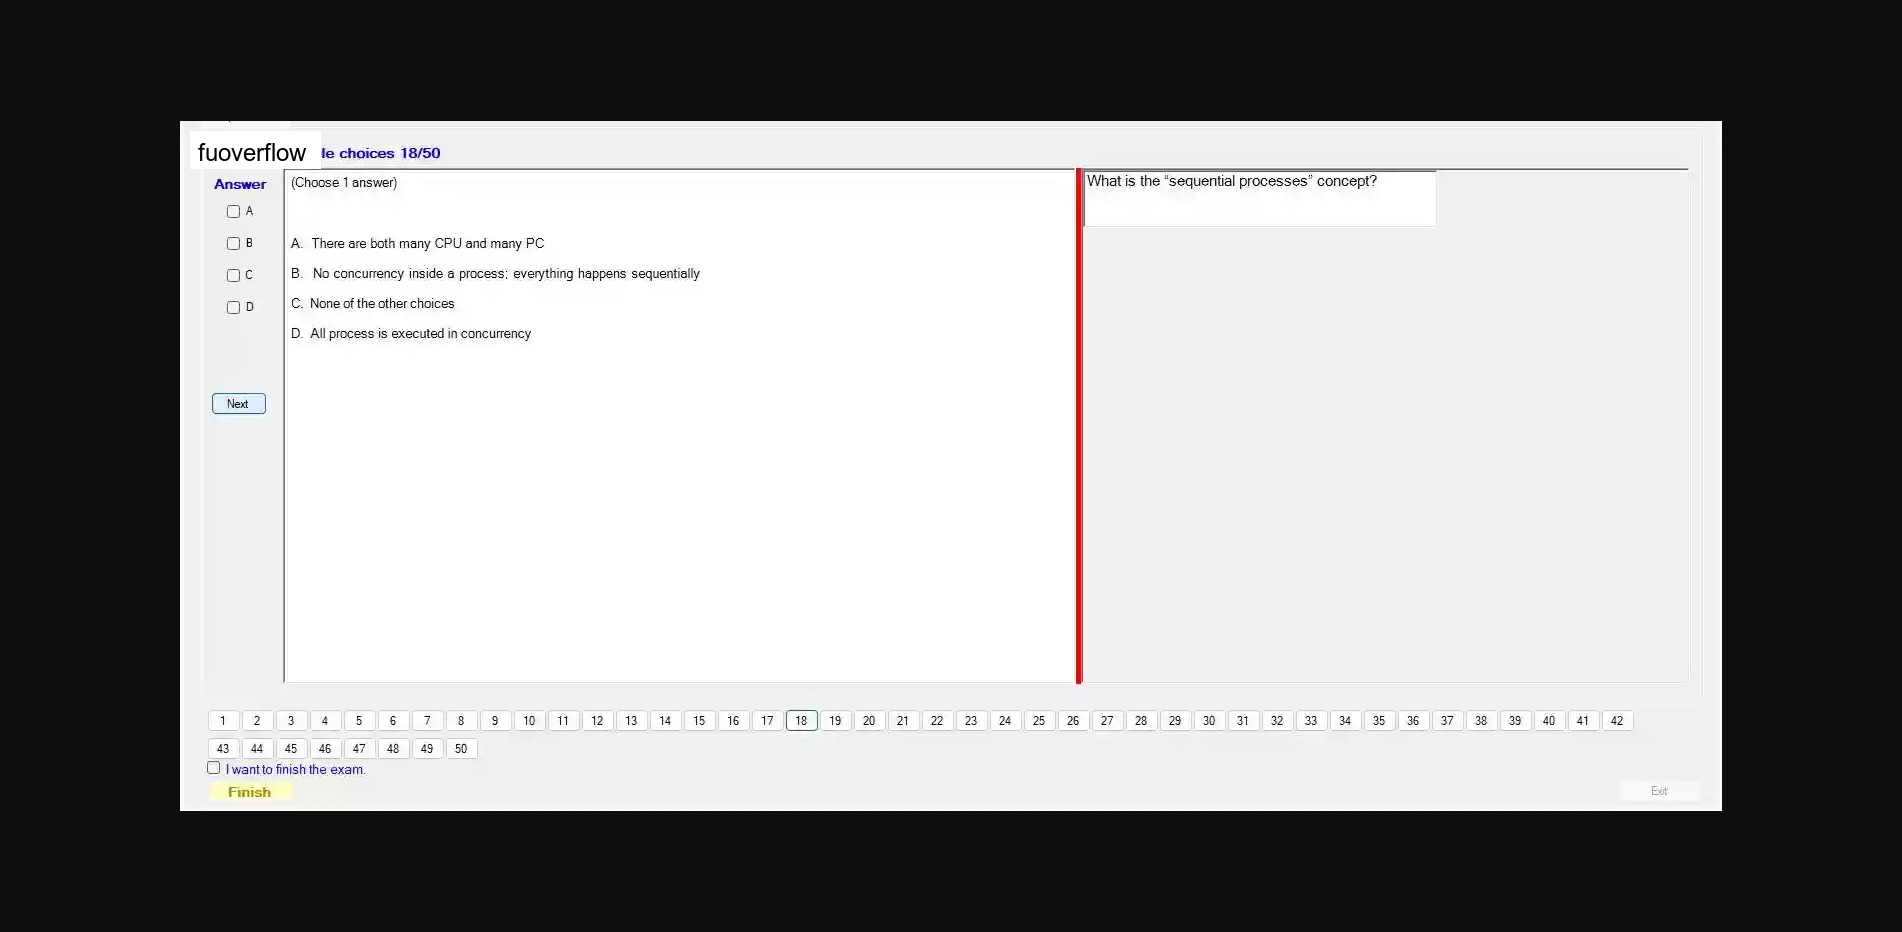 fuoverflow
le choices 18/50
Answer
(Choose 1 answer)
What is the “sequential processes” concept?
A
B
C
D
A. There are both many CPU and many PC
B. No concurrency inside a process; everything happens sequentially
C. None of the other choices
D. All process is executed in concurrency
Next
1 2 3 4 5 6 7 8 9 10 11 12 13 14 15 16 17 18 19 20 21 22 23 24 25 26 27 28 29 30 31 32 33 34 35 36 37 38 39 40 41 42
43 44 45 46 47 48 49 50
I want to finish the exam.
Finish
Exit